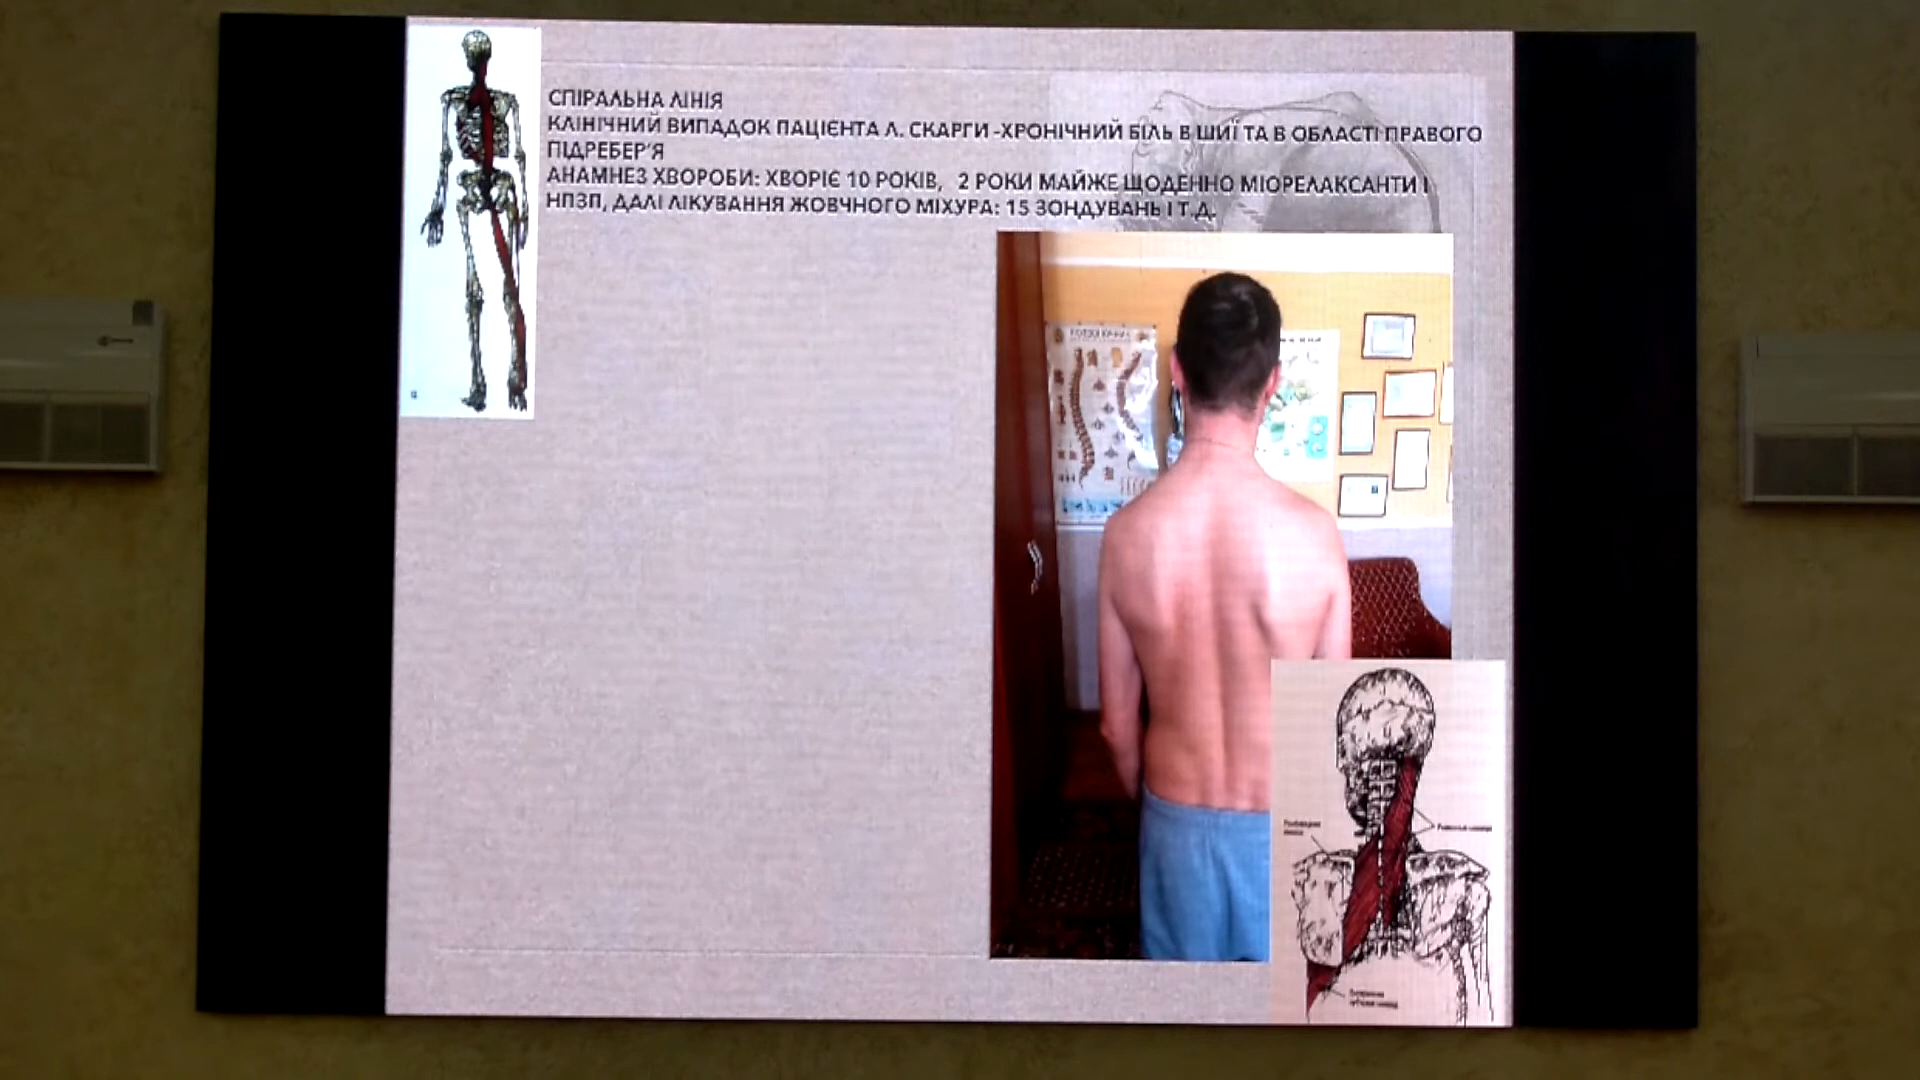 СПІРАЛЬНА ЛІНІЯ
КЛІНІЧНИЙ ВИПАДОК ПАЦІЄНТА Л. СКАРГИ -ХРОНІЧНИЙ БІЛЬ В ШИЇ ТА В ОБЛАСТІ ПРАВОГО
ПІДРЕБЕР'Я
АНАМНЕЗ ХВОРОБИ: ХВОРІЄ 10 РОКІВ, 2 РОКИ МАЙЖЕ ЩОДЕННО МІОРЕЛАКСАНТИ І
НПЗП, ДАЛІ ЛІКУВАННЯ ЖОВЧНОГО МІХУРА: 15 ЗОНДУВАНЬ І Т.Д.